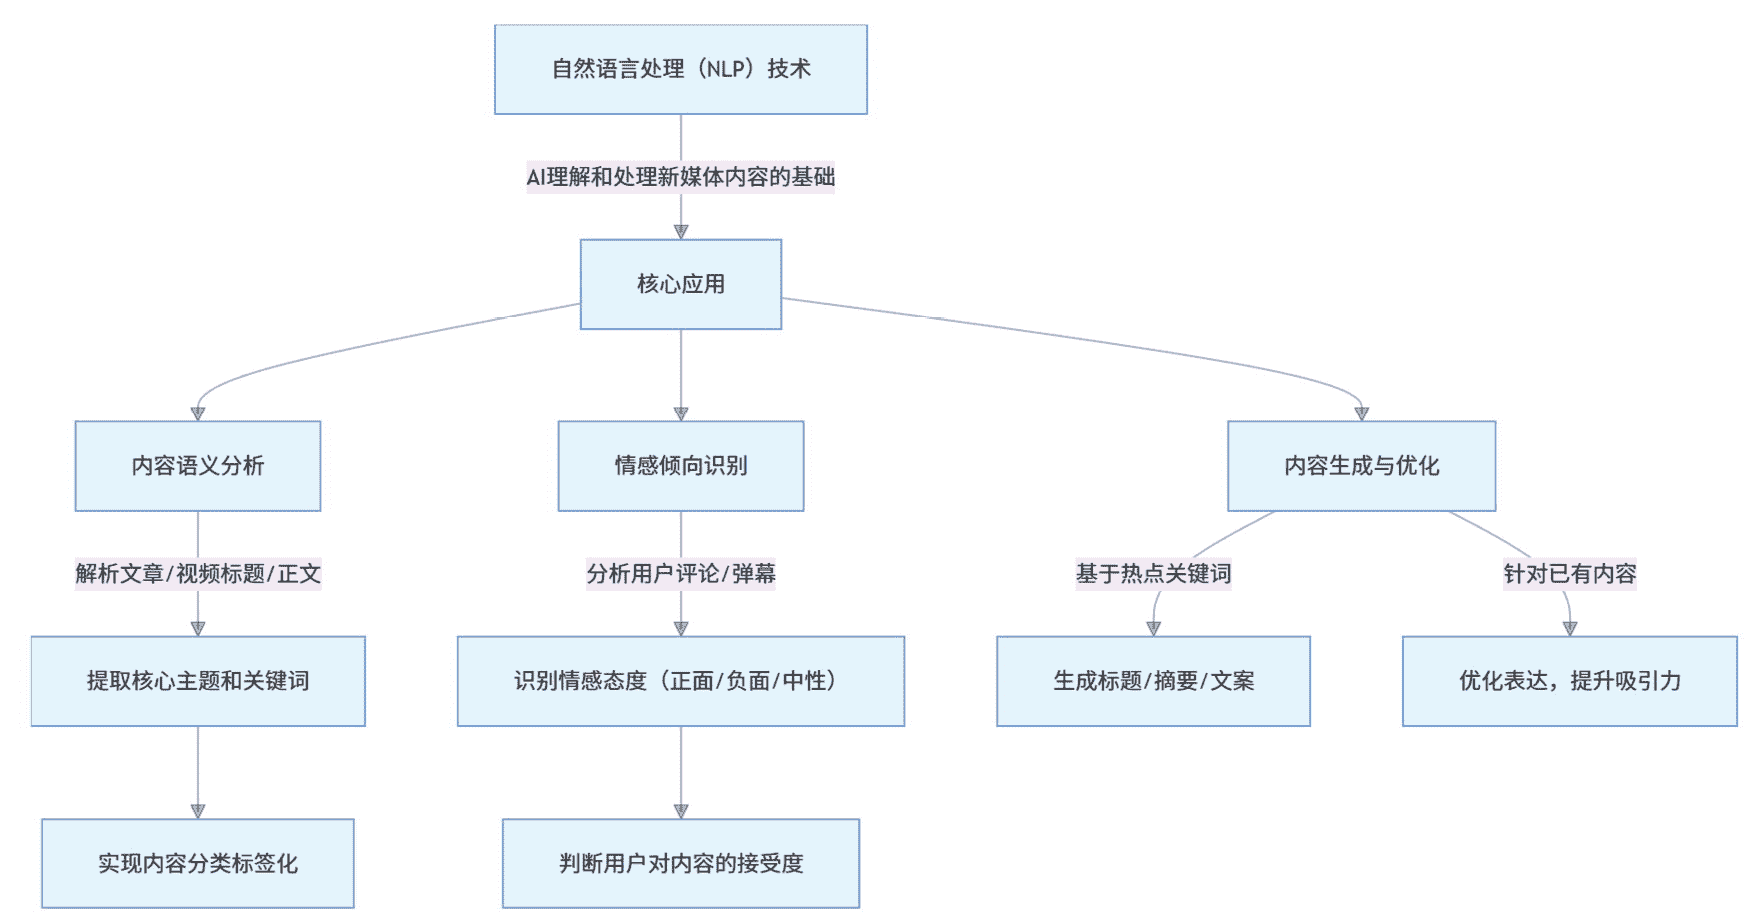 自然语言处理（NLP）技术
AI理解和处理新媒体内容的基础
核心应用
内容语义分析
情感倾向识别
内容生成与优化
解析文章/视频标题/正文
分析用户评论/弹幕
基于热点关键词
针对已有内容
提取核心主题和关键词
识别情感态度（正面/负面/中性）
生成标题/摘要/文案
优化表达，提升吸引力
实现内容分类标签化
判断用户对内容的接受度